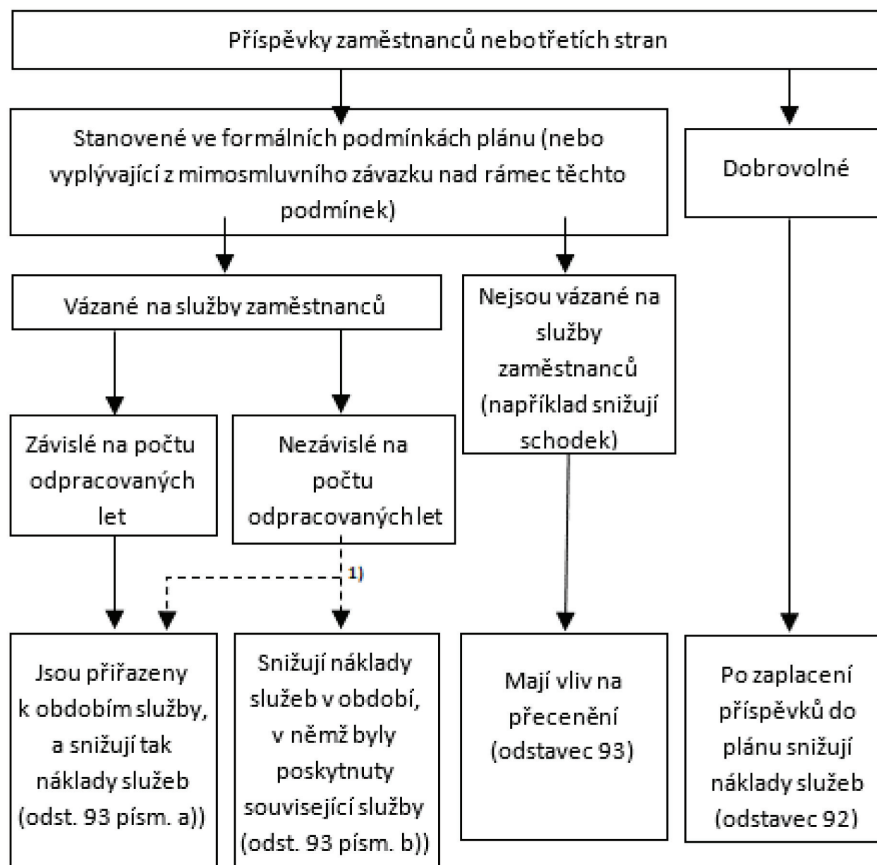 Příspěvky zaměstnanců nebo třetích stran
Stanovené ve formálních podmínkách plánu (nebo
vyplývající z mimosmluvního závazku nad rámec těchto
podmínek)
Dobrovolné
Vázané na služby zaměstnanců
Nejsou vázané na
služby
zaměstnanců
(například snižují
schodek)
Závislé na počtu
odpracovaných
let
Nezávislé na
počtu
odpracovaných let
1)
Jsou přiřazeny
k obdobím služby,
a snižují tak
náklady služeb
(odst. 93 písm. a))
Snižují náklady
služeb v období,
v němž byly
poskytnuty
související služby
(odst. 93 písm. b))
Mají vliv na
přecenění
(odstavec 93)
Po zaplacení
příspěvků do
plánu snižují
náklady služeb
(odstavec 92)